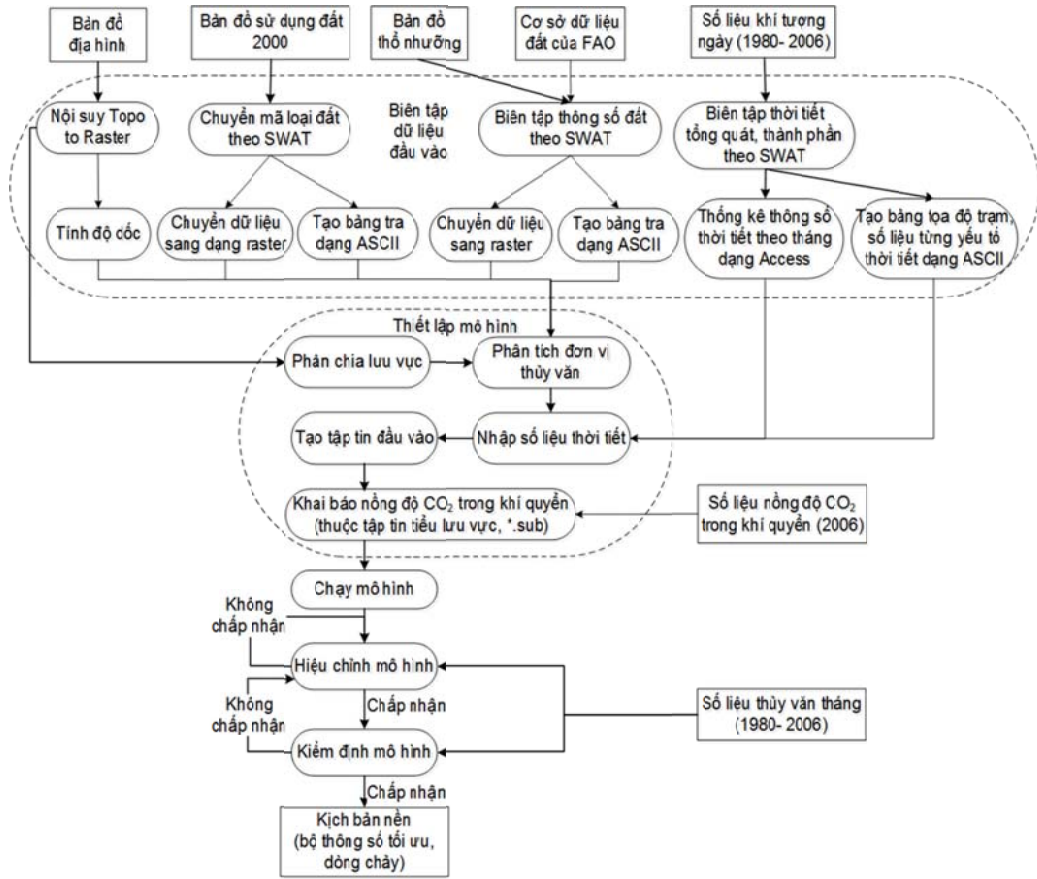 Bản đồ
địa hình
Bản đồ sử dụng đất
2000
Bản đồ
thổ nhưỡng
Cơ sở dữ liệu
đất của FAO
Số liệu khí tượng
ngày (1980- 2006)
Nội suy Topo
to Raster
Chuyển mã loại đất
theo SWAT
Biên tập
dữ liệu
đầu vào
Biên tập thông số đất
theo SWAT
Biên tập thời tiết
tổng quát, thành phần
theo SWAT
Tính độ dốc
Chuyển dữ liệu
sang dạng raster
Tạo bảng tra
dạng ASCII
Chuyển dữ liệu
sang raster
Tạo bảng tra
dạng ASCII
Thống kê thông số
thời tiết theo tháng
dạng Access
Tạo bảng tọa độ trạm,
số liệu từng yếu tố
thời tiết dạng ASCII
Thiết lập mô hình
Phân chia lưu vực
Phân tích đơn vị
thủy văn
Tạo tập tin đầu vào
Nhập số liệu thời tiết
Khai báo nồng độ CO₂ trong khí quyển
(thuộc tập tin tiểu lưu vực, *.sub)
Số liệu nồng độ CO₂
trong khí quyển (2006)
Chạy mô hình
Không
chấp nhận
Hiệu chỉnh mô hình
Chấp nhận
Không
chấp nhận
Số liệu thủy văn tháng
(1980- 2006)
Kiểm định mô hình
Chấp nhận
Kịch bản nền
(bộ thông số tối ưu,
dòng chảy)